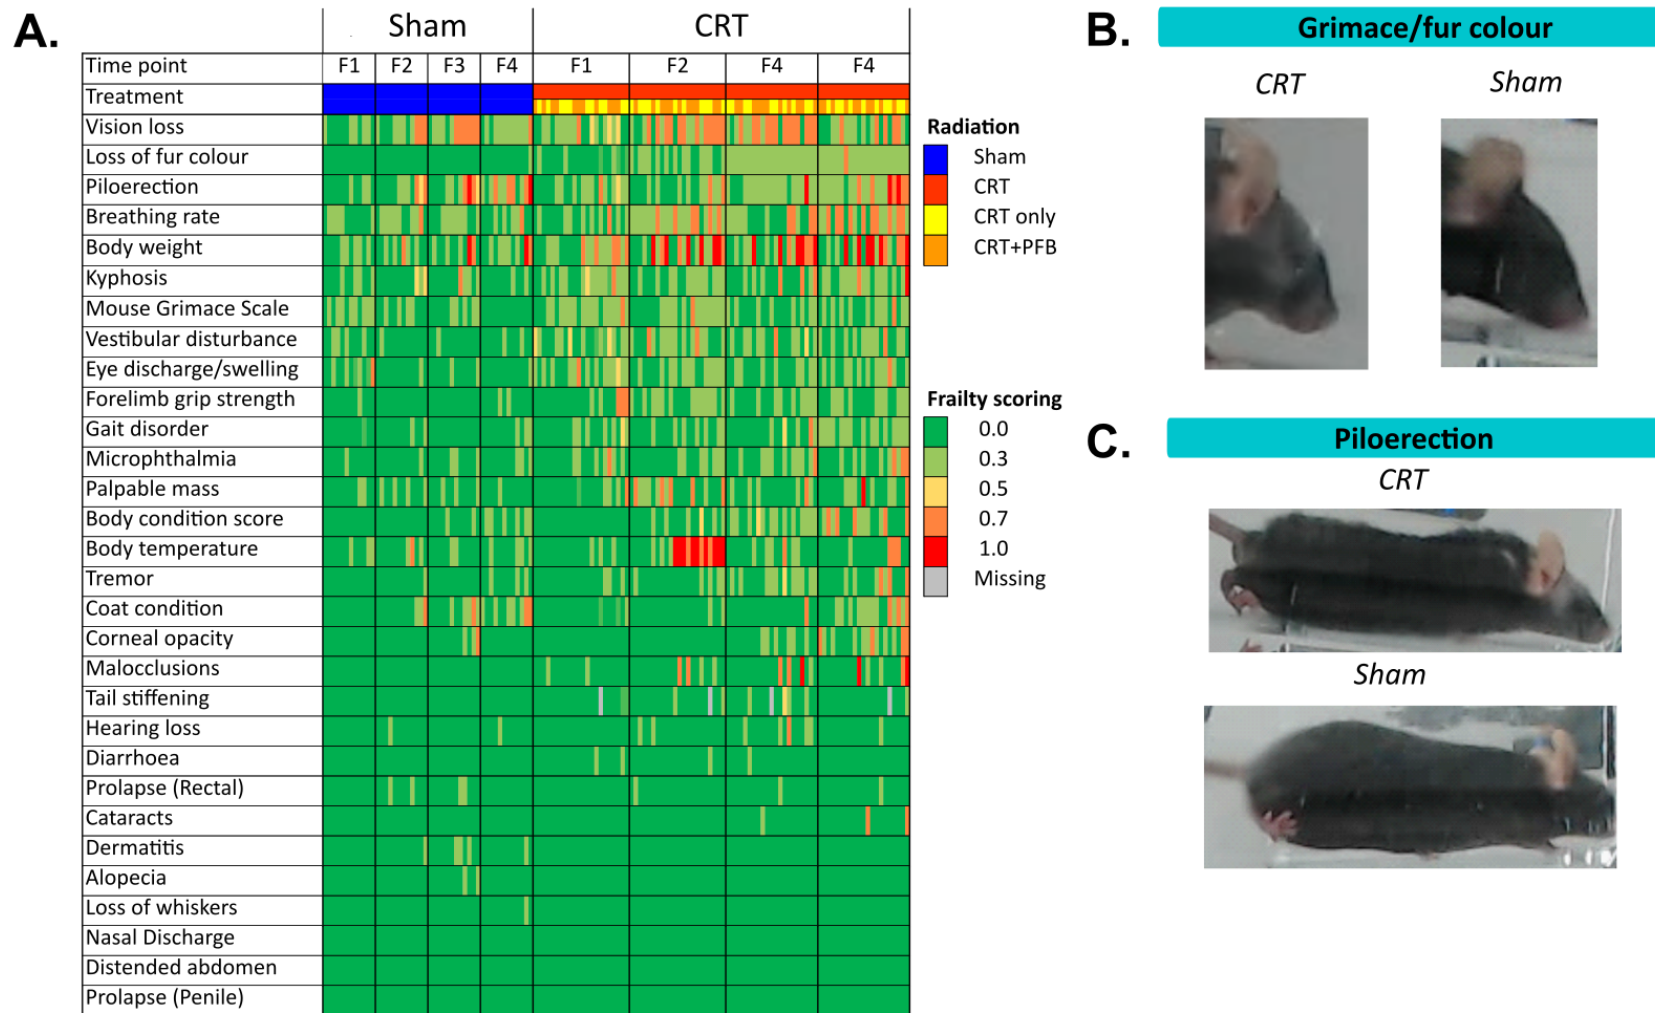 A.
Sham CRT
Time point F1 F2 F3 F4 F1 F2 F4 F4
Treatment
Vision loss
Loss of fur colour
Piloerection
Breathing rate
Body weight
Kyphosis
Mouse Grimace Scale
Vestibular disturbance
Eye discharge/swelling
Forelimb grip strength
Gait disorder
Microphthalmia
Palpable mass
Body condition score
Body temperature
Tremor
Coat condition
Corneal opacity
Malocclusions
Tail stiffening
Hearing loss
Diarrhoea
Prolapse (Rectal)
Cataracts
Dermatitis
Alopecia
Loss of whiskers
Nasal Discharge
Distended abdomen
Prolapse (Penile)
Radiation
Sham
CRT
CRT only
CRT+PFB
Frailty scoring
0.0
0.3
0.5
0.7
1.0
Missing
B.
Grimace/fur colour
CRT Sham
C.
Piloerection
CRT
Sham